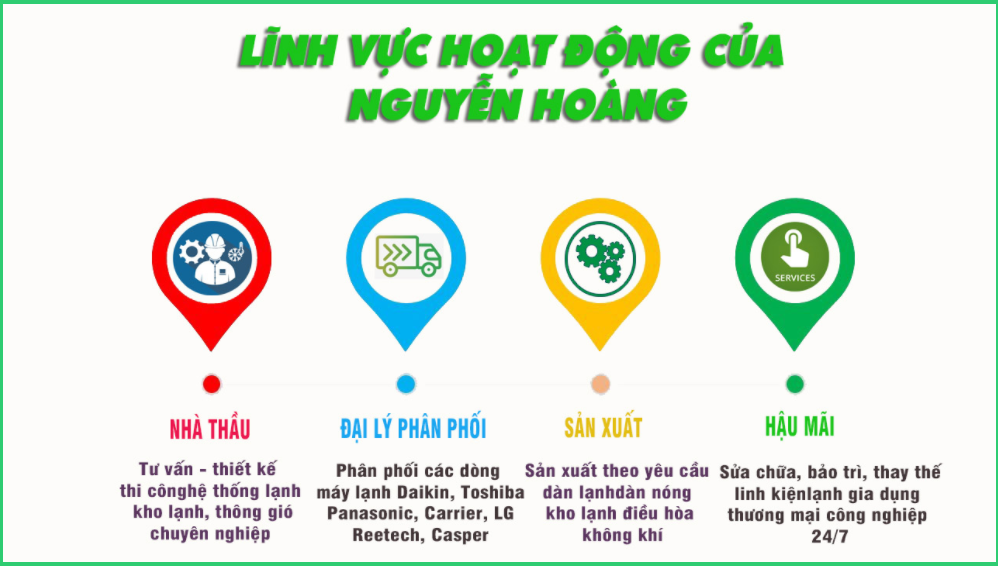 LĨNH VỰC HOẠT ĐỘNG CỦA
NGUYỄN HOÀNG
SERVICES
NHÀ THẦU
Tư vấn - thiết kế
thi cônghệ thống lạnh
kho lạnh, thông gió
chuyên nghiệp
ĐẠI LÝ PHÂN PHỐI
Phân phối các dòng
máy lạnh Daikin, Toshiba
Panasonic, Carrier, LG
Reetech, Casper
SẢN XUẤT
Sản xuất theo yêu cầu
dàn lạnhdàn nóng
kho lạnh điều hòa
không khí
HẬU MÃI
Sửa chữa, bảo trì, thay thế
linh kiệnlạnh gia dụng
thương mại công nghiệp
24/7